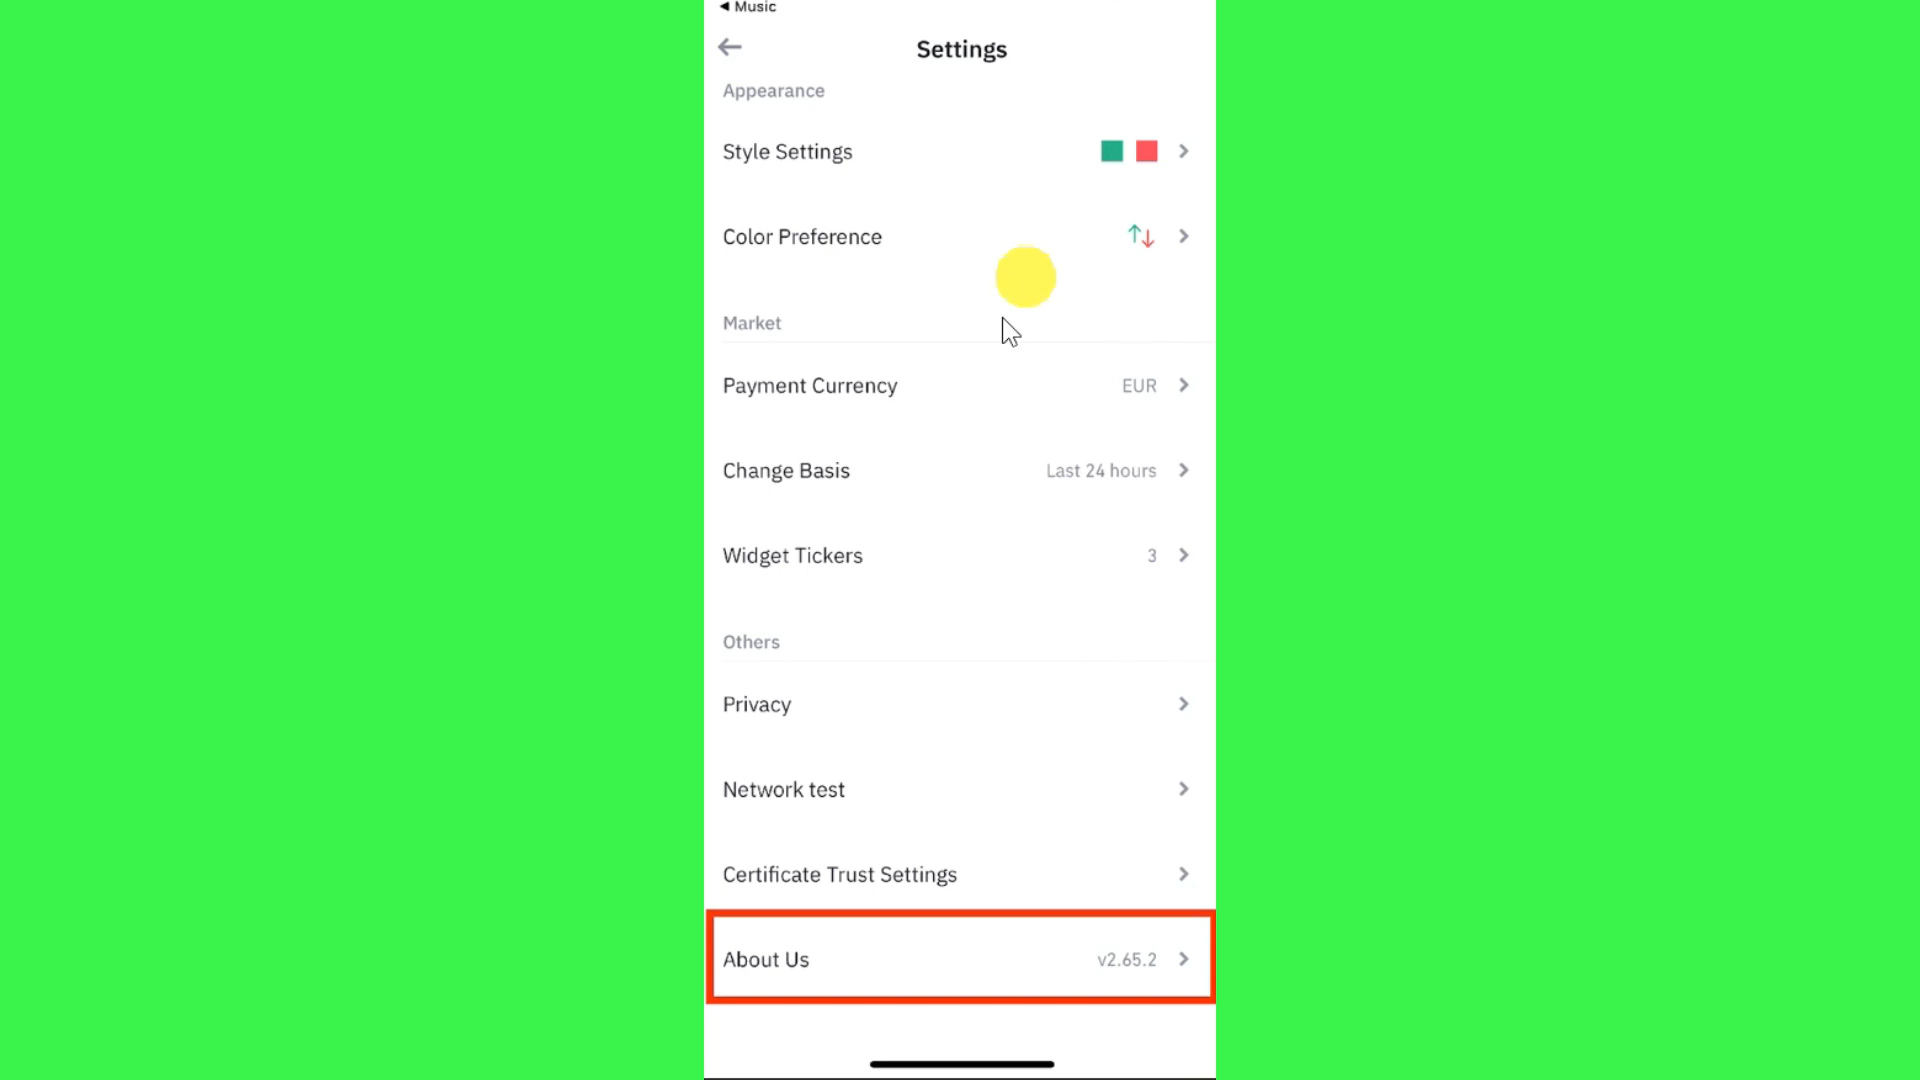 ◀ Music
Settings
Appearance
Style Settings
Color Preference
Market
Payment Currency EUR
Change Basis Last 24 hours
Widget Tickers 3
Others
Privacy
Network test
Certificate Trust Settings
About Us v2.65.2